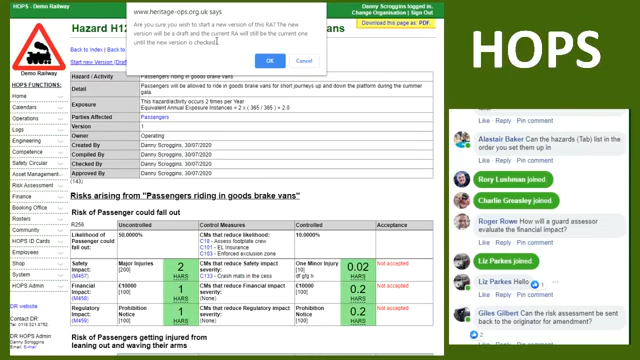 Danny Scroggins logged in.
Change Organisation | Sign Out
Download this page as: PDF.
www.heritage-ops.org.uk says
Are you sure you wish to start a new version of this RA? The new
version will be a draft and the current RA will still be the current one
until the new version is checked.
OK
Cancel
Hazard H12
ans
Back to Index | Back to
Start new Version (Draft)
Demo Railway
HOPS FUNCTIONS:
Home
Calendars
Operations
Logs
Engineering
Competence
Safety Circular
Asset Management
Risk Assessment
Finance
Booking Office
Rosters
Community
HOPS ID Cards
Employees
Shop
System
HOPS Admin
DR website
Contact DR:
DR HOPS Admin
Danny Scroggins
Hazard / Activity
Passengers riding in goods brake vans
Detail
Passengers will be allowed to ride in goods vans for short journeys up and down the platform during the summer
gala.
Exposure
This hazard/activity occurs 2 times per Year
Equivalent Annual Exposure Instances = 2 x ( 365 / 365 ) = 2.0
Parties Affected
Passengers
Version
1
Owner
Operating
Created By
Danny Scroggins, 30/07/2020
Compiled By
Danny Scroggins, 30/07/2020
Checked By
Danny Scroggins, 30/07/2020
Approved By
Danny Scroggins, 30/07/2020
(143)
Risks arising from "Passengers riding in goods brake vans"
Risk of Passenger could fall out
R256
Uncontrolled
Control Measures
Controlled
Acceptance
Likelihood of
Passenger could
fall out:
50.0000%
CMs that reduce likelihood:
C18 - Assess footplate crew
C101 - EL Insurance
C103 - Enforced exclusion zone
10.0000%
Safety
Impact:
(M457)
Major Injuries
[200]
2
HARS
CMs that reduce Safety impact
severity:
C133 - Crash mats in the cess
One Minor Injury
[10]
df gfg h
0.02
HARS
Not accepted
Financial
Impact:
(M458)
£10000
[100]
1
HARS
CMs that reduce Financial impact
severity:
(None)
£10000
[100]
0.2
HARS
Not accepted
Regulatory
Impact:
(M459)
Prohibition
Notice
[100]
1
HARS
CMs that reduce Regulatory impact
severity:
(None)
Prohibition
Notice
[100]
0.2
HARS
Not accepted
Risk of Passengers getting injured from
leaning out and waving their arms
HOPS
Like · Reply · Pin comment
Alastair Baker Can the hazards (Tab) list in the
order you set them up In
Like · Reply · Pin comment
Rory Lushman joined
Charlie Greasley joined.
Roger Rowe How will a guard assessor
evaluate the financial impact?
Like · Reply · Pin comment
Liz Parkes joined
Liz Parkes Hello
1
Like · Reply · Pin comment
Giles Gilbert Can the risk assessment be sent
back to the originator for amendment?
2
Like · Reply · Pin comment